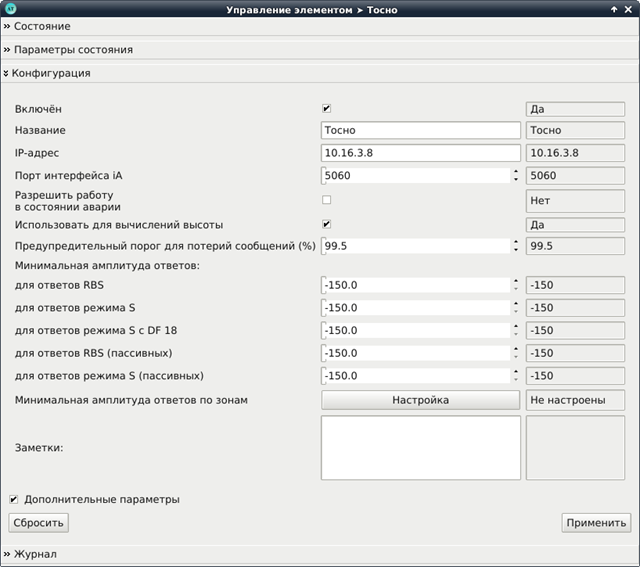 Управление элементом ➤ Тосно
Состояние
Параметры состояния
Конфигурация
Включён Да
Название Тосно Тосно
IP-адрес 10.16.3.8 10.16.3.8
Порт интерфейса iA 5060 5060
Разрешить работу
в состоянии аварии Нет
Использовать для вычислений высоты Да
Предупредительный порог для потерий сообщений (%) 99.5 99.5
Минимальная амплитуда ответов:
для ответов RBS -150.0 -150
для ответов режима S -150.0 -150
для ответов режима S с DF 18 -150.0 -150
для ответов RBS (пассивных) -150.0 -150
для ответов режима S (пассивных) -150.0 -150
Минимальная амплитуда ответов по зонам Настройка Не настроены
Заметки:
Дополнительные параметры
Сбросить Применить
Журнал